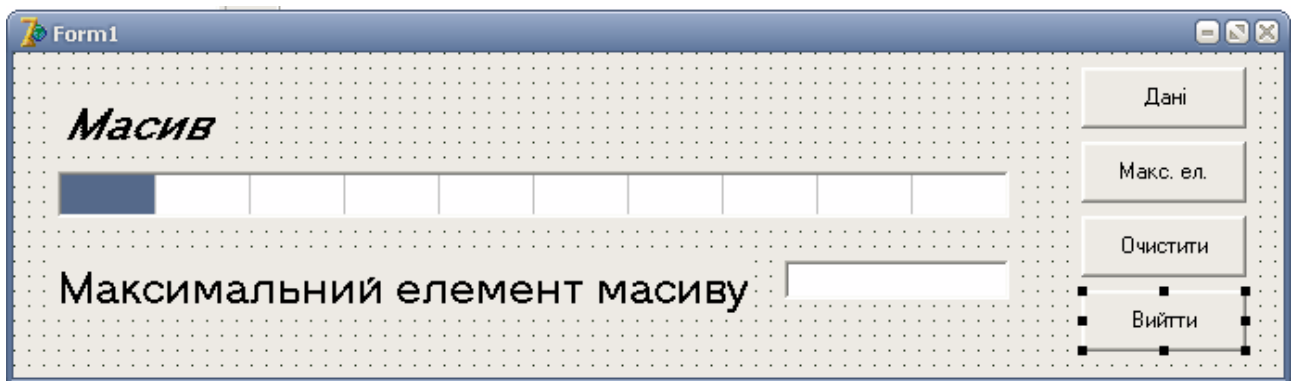 Form1
Дані
Масив
Макс. ел.
Очистити
Максимальний елемент масиву
Вийтти